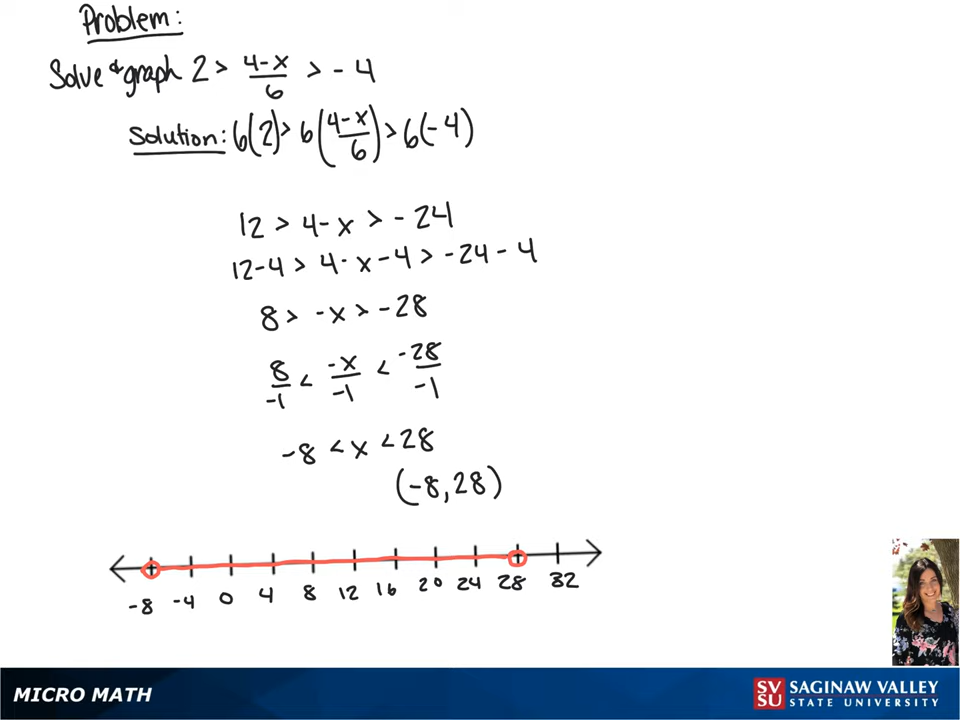 Problem:
Solve & graph 2 > (4-x)/6 > -4
Solution: 6(2) > 6((4-x)/6) > 6(-4)
12 > 4-x > -24
12-4 > 4-x-4 > -24-4
8 > -x > -28
8/-1 < -x/-1 < -28/-1
-8 < x < 28
(-8, 28)
-8 -4 0 4 8 12 16 20 24 28 32
MICRO MATH
SV SU SAGINAW VALLEY
STATE UNIVERSITY